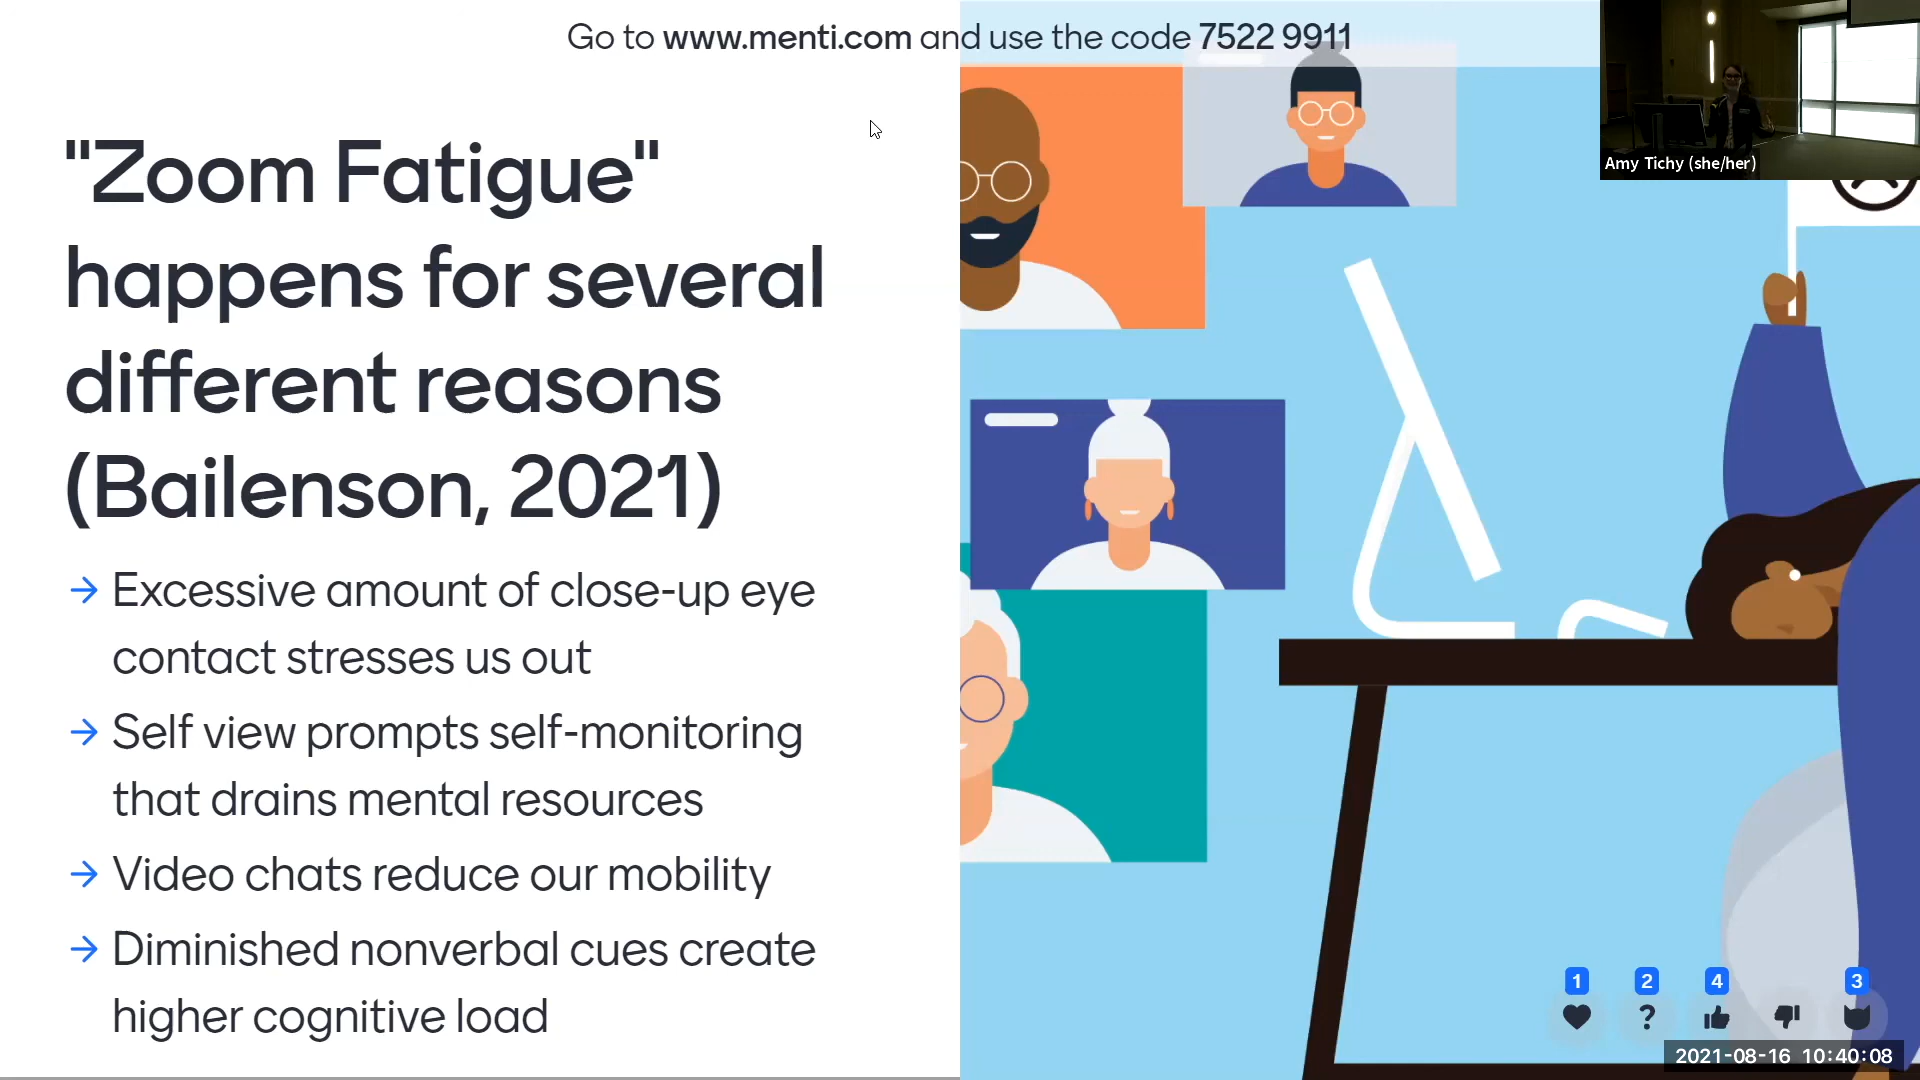 Go to www.menti.com and use the code 7522 9911
Amy Tichy (she/her)
"Zoom Fatigue"
happens for several
different reasons
(Bailenson, 2021)
→ Excessive amount of close-up eye
contact stresses us out
→ Self view prompts self-monitoring
that drains mental resources
→ Video chats reduce our mobility
→ Diminished nonverbal cues create
higher cognitive load
1 2 4 3
?
2021-08-16 10:40:08